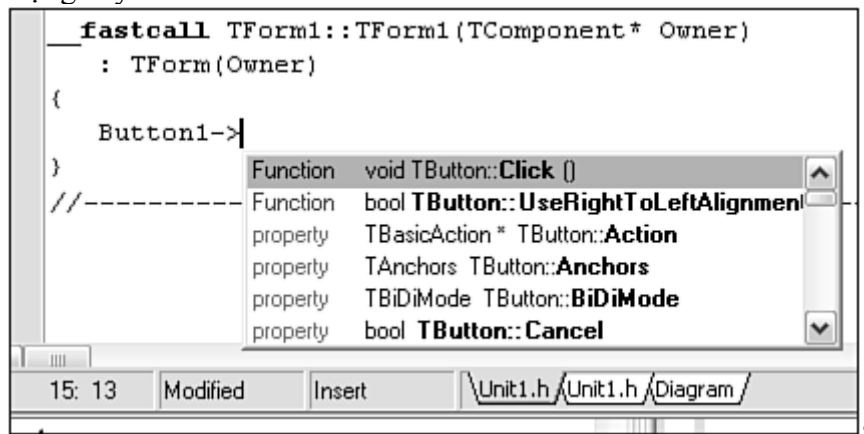 __fastcall TForm1::TForm1(TComponent* Owner)
: TForm(Owner)
{
Button1->
}
//----------
Function void TButton::Click ()
Function bool TButton::UseRightToLeftAlignment
property TBasicAction * TButton::Action
property TAnchors TButton::Anchors
property TBiDiMode TButton::BiDiMode
property bool TButton::Cancel
15: 13 Modified Insert \Unit1.h /Unit1.h /Diagram /